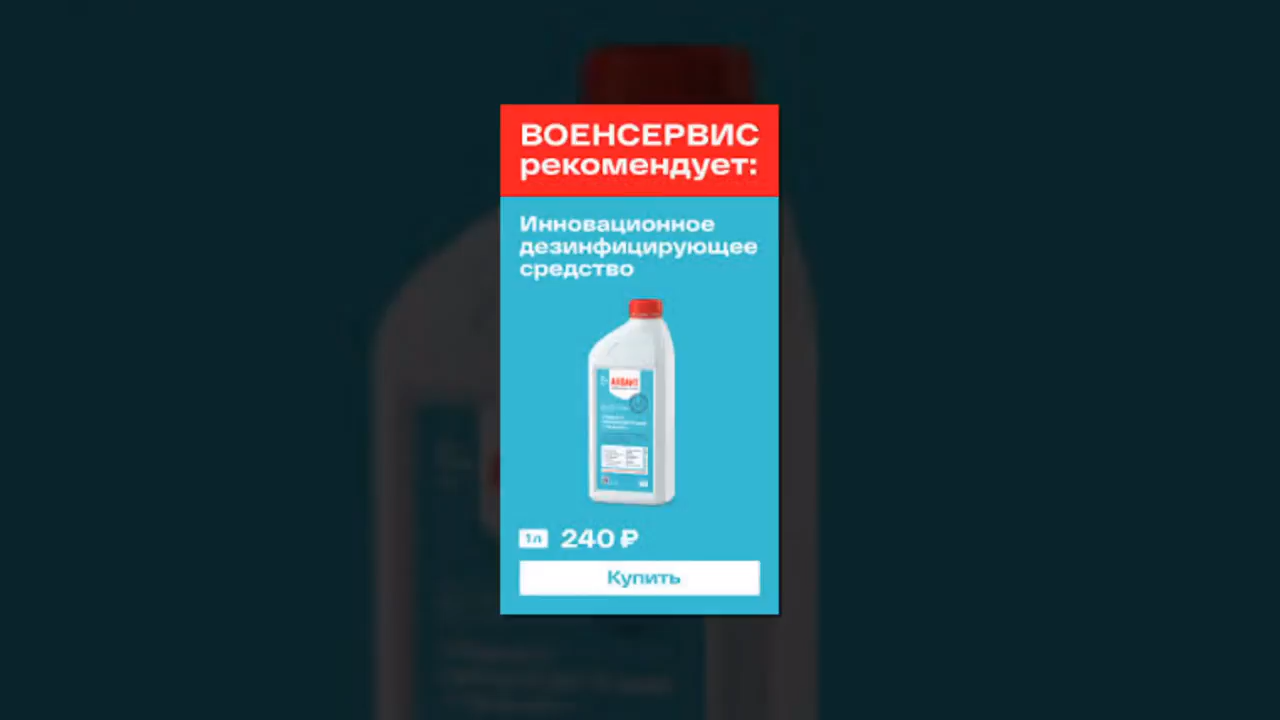 ВОЕНСЕРВИС
рекомендует:
Инновационное
дезинфицирующее
средство
1л 240 ₽
Купить